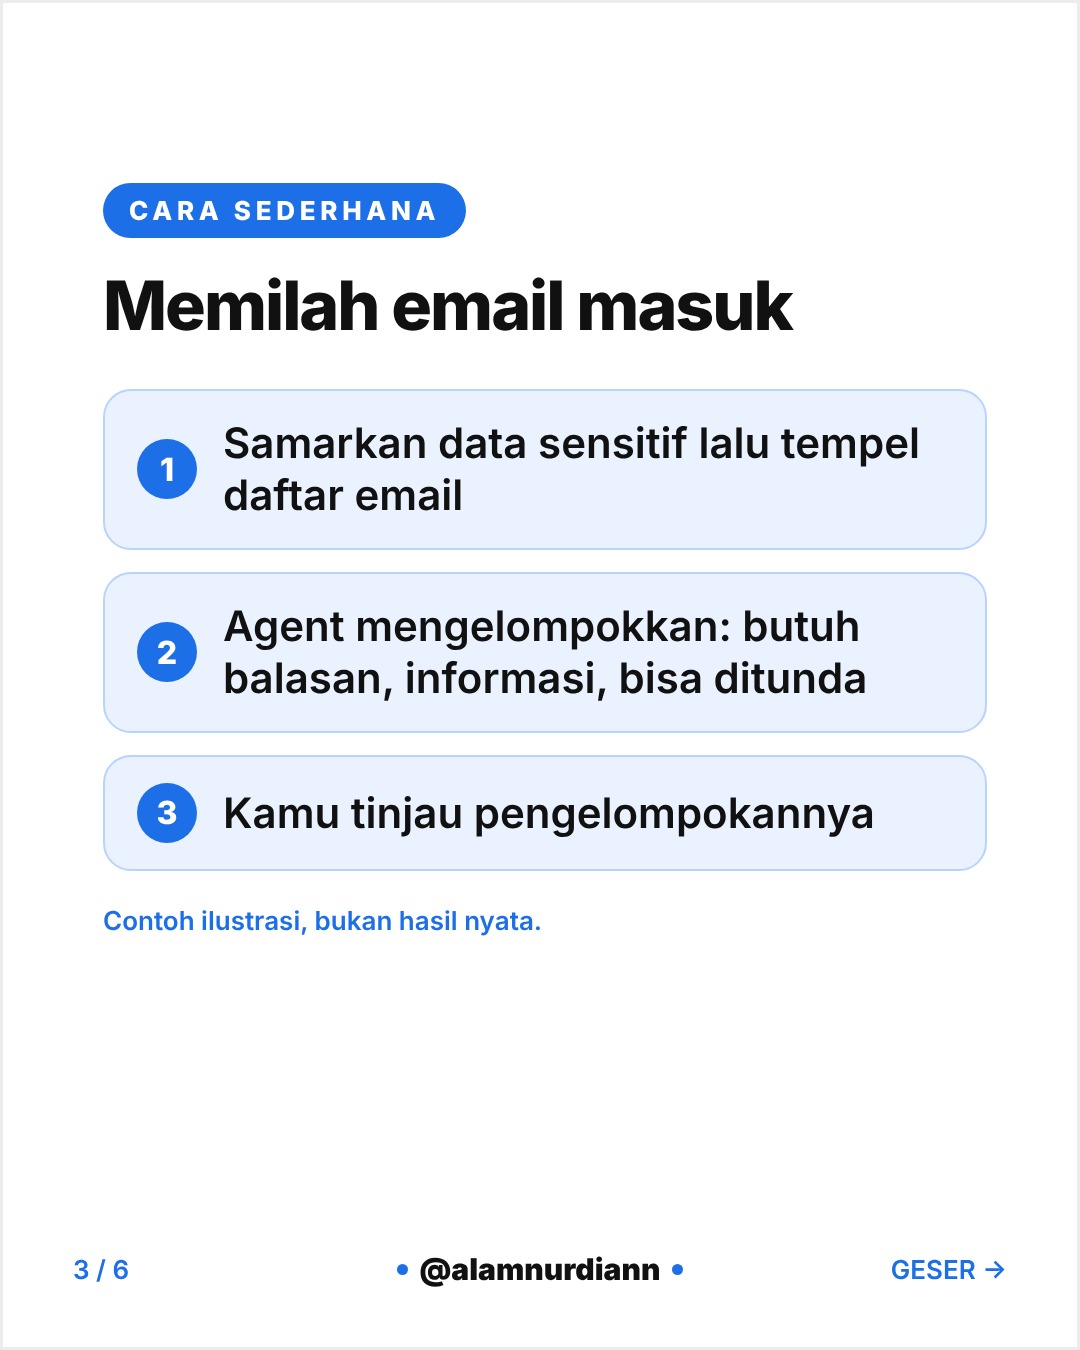 CARA SEDERHANA
Memilah email masuk
1 Samarkan data sensitif lalu tempel
daftar email
2 Agent mengelompokkan: butuh
balasan, informasi, bisa ditunda
3 Kamu tinjau pengelompokannya
Contoh ilustrasi, bukan hasil nyata.
3 / 6 • @alamnurdiann • GESER →